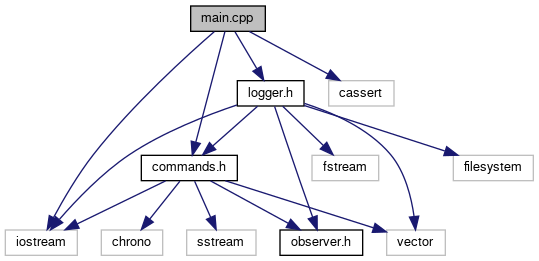 main.cpp
logger.h
cassert
commands.h
fstream
filesystem
iostream
chrono
sstream
observer.h
vector